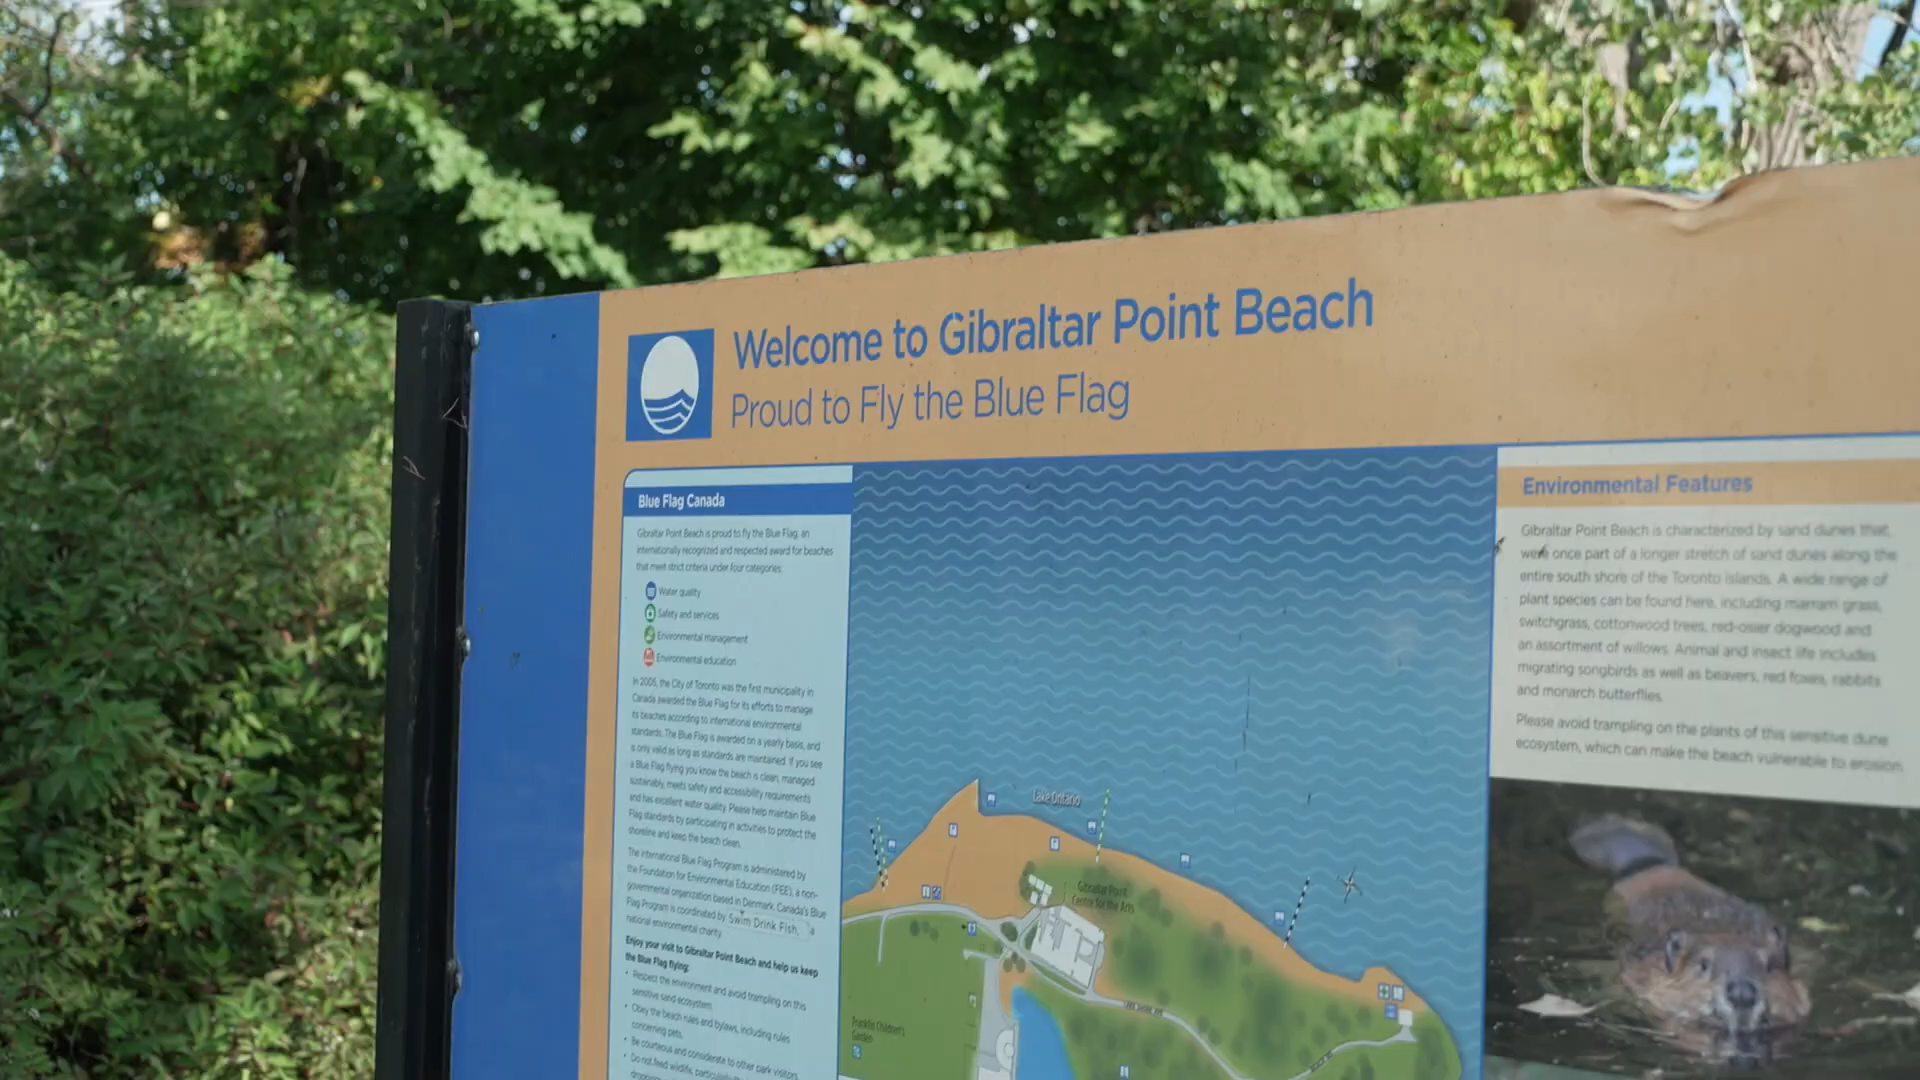 Welcome to Gibraltar Point Beach
Proud to Fly the Blue Flag
Blue Flag Canada
Gibraltar Point Beach is proud to fly the Blue Flag, an
internationally recognized and respected award for beaches
that meet strict criteria under four categories:
Water quality
Safety and services
Environmental management
Environmental education
In 2005, the City of Toronto was the first municipality in
Canada awarded the Blue Flag for its efforts to manage
its beaches according to international environmental
standards. The Blue Flag is awarded on a yearly basis, and
is only valid as long as standards are maintained. If you see
a Blue Flag flying you know the beach is clean, managed
sustainably, meets safety and accessibility requirements
and has excellent water quality. Please help maintain Blue
Flag standards by participating in activities to protect the
shoreline and keep the beach clean.
The international Blue Flag Program is administered by
the Foundation for Environmental Education (FEE), a non-
governmental organization based in Denmark. Canada's Blue
Flag Program is coordinated by Swim Drink Fish, a
national environmental charity.
Enjoy your visit to Gibraltar Point Beach and help us keep
the Blue Flag flying:
• Respect the environment and avoid trampling on this
sensitive sand ecosystem.
• Obey the beach rules and bylaws, including rules
concerning pets.
• Be courteous and considerate to other park visitors.
• Do not feed wildlife, particularly
Lake Ontario
Gibraltar Point
Centre for the Arts
Franklin Children's
Garden
Environmental Features
Gibraltar Point Beach is characterized by sand dunes that
were once part of a longer stretch of sand dunes along the
entire south shore of the Toronto Islands. A wide range of
plant species can be found here, including marram grass,
switchgrass, cottonwood trees, red-osier dogwood and
an assortment of willows. Animal and insect life includes
migrating songbirds as well as beavers, red foxes, rabbits
and monarch butterflies.
Please avoid trampling on the plants of this sensitive dune
ecosystem, which can make the beach vulnerable to erosion.